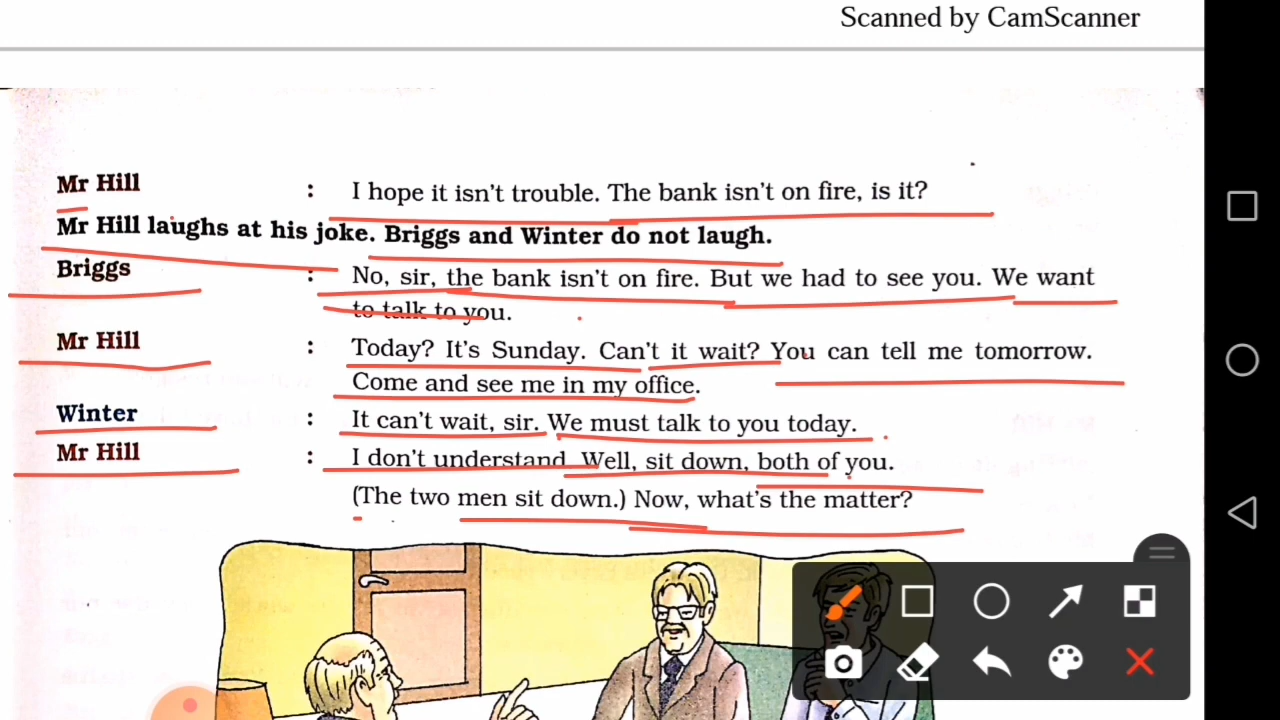 Scanned by CamScanner
Mr Hill : I hope it isn't trouble. The bank isn't on fire, is it?
Mr Hill laughs at his joke. Briggs and Winter do not laugh.
Briggs : No, sir, the bank isn't on fire. But we had to see you. We want
to talk to you.
Mr Hill : Today? It's Sunday. Can't it wait? You can tell me tomorrow.
Come and see me in my office.
Winter : It can't wait, sir. We must talk to you today.
Mr Hill : I don't understand. Well, sit down, both of you.
(The two men sit down.) Now, what's the matter?